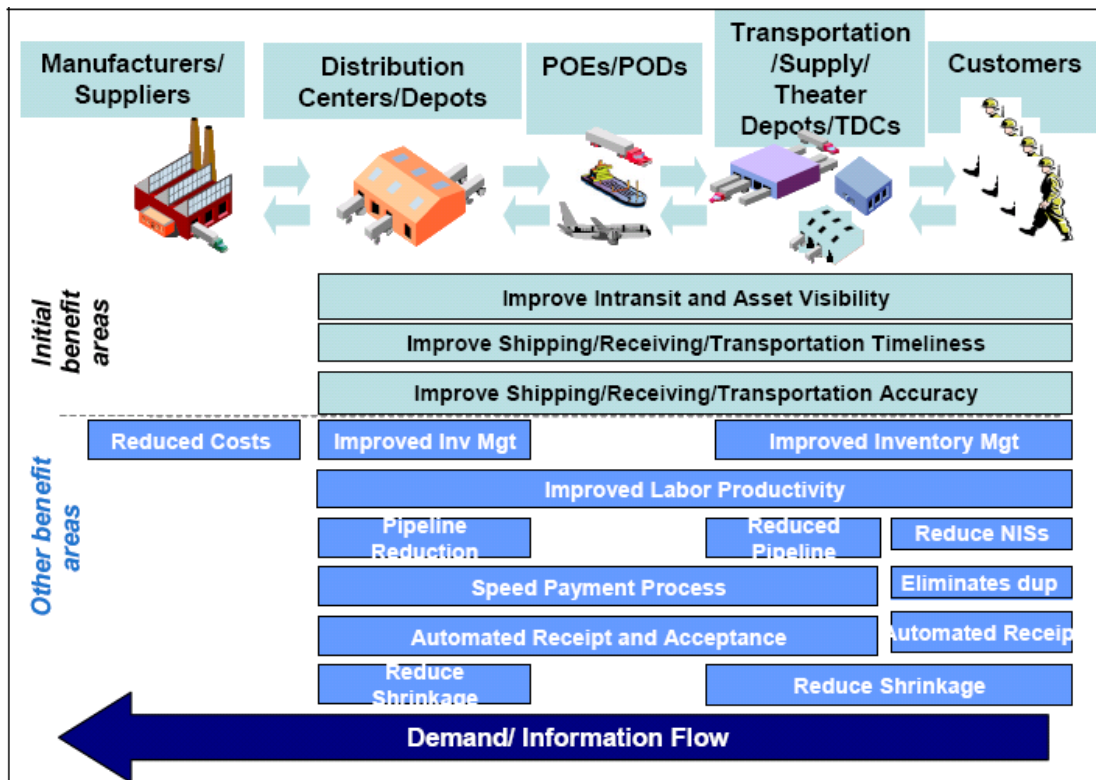 Manufacturers/
Suppliers
Distribution
Centers/Depots
POEs/PODs
Transportation
/Supply/
Theater
Depots/TDCs
Customers
Initial
benefit
areas
Improve Intransit and Asset Visibility
Improve Shipping/Receiving/Transportation Timeliness
Improve Shipping/Receiving/Transportation Accuracy
Other benefit
areas
Reduced Costs
Improved Inv Mgt
Improved Inventory Mgt
Improved Labor Productivity
Pipeline
Reduction
Reduced
Pipeline
Reduce NISs
Speed Payment Process
Eliminates dup
Automated Receipt and Acceptance
Automated Receip
Reduce
Shrinkage
Reduce Shrinkage
Demand/ Information Flow